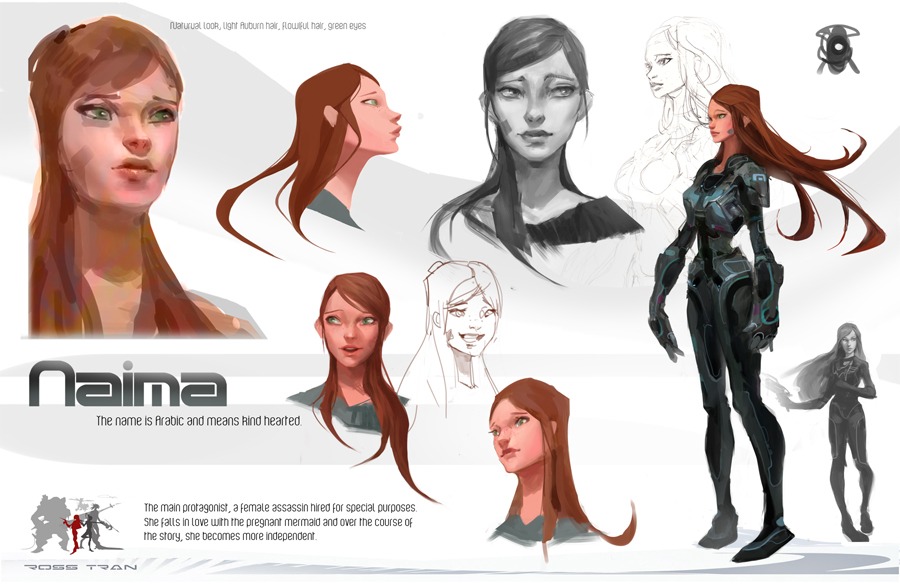 Naturual look, light Auburn hair, flowful hair, green eyes
Naima
The name is Arabic and means kind hearted.
The main protagonist, a female assassin hired for special purposes.
She falls in love with the pregnant mermaid and over the course of
the story, she becomes more independent.
ROSS TRAN